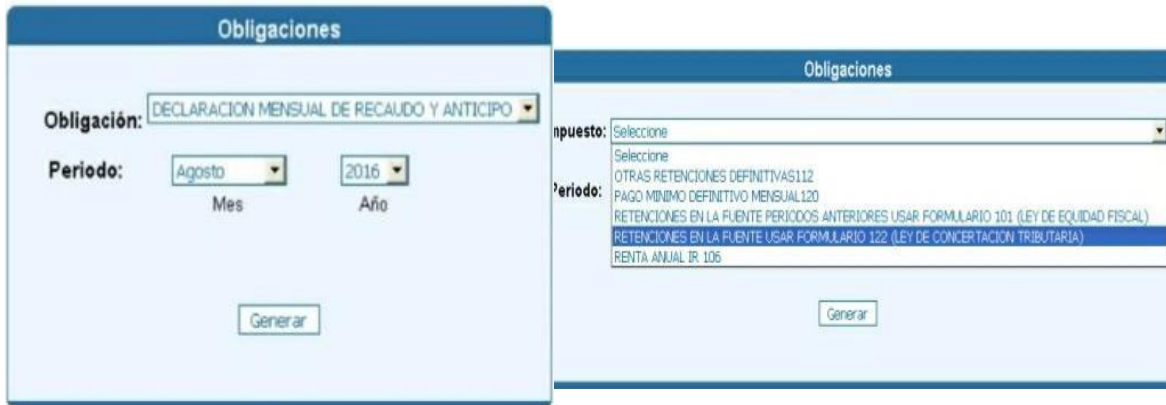 Obligaciones
Obligación: DECLARACION MENSUAL DE RECAUDO Y ANTICIPO
Periodo: Agosto 2016
Mes Año
Generar
Obligaciones
mpuesto: Seleccione
Seleccione
OTRAS RETENCIONES DEFINITIVAS112
Periodo:
PAGO MINIMO DEFINITIVO MENSUAL120
RETENCIONES EN LA FUENTE PERIODOS ANTERIORES USAR FORMULARIO 101 (LEY DE EQUIDAD FISCAL)
RETENCIONES EN LA FUENTE USAR FORMULARIO 122 (LEY DE CONCERTACION TRIBUTARIA)
RENTA ANUAL IR 106
Generar